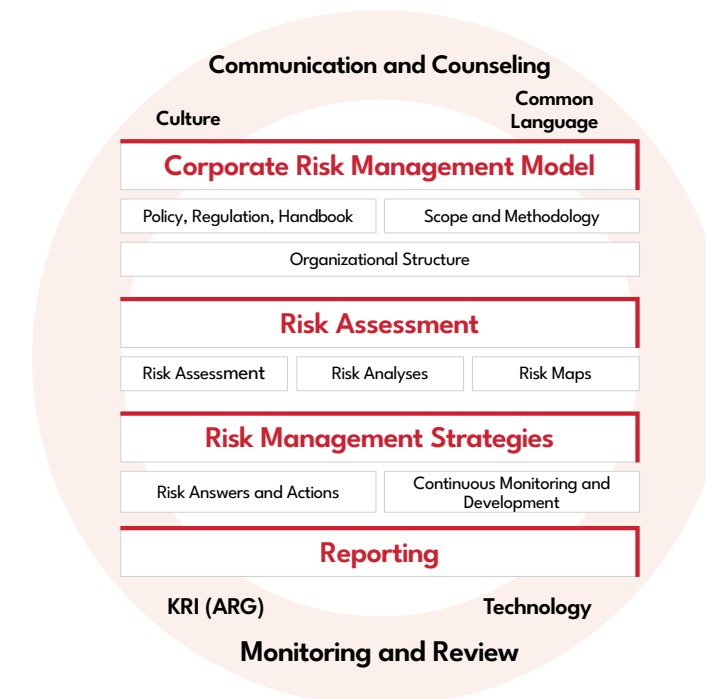 Communication and Counseling
Culture
Common
Language
Corporate Risk Management Model
Policy, Regulation, Handbook
Scope and Methodology
Organizational Structure
Risk Assessment
Risk Assessment
Risk Analyses
Risk Maps
Risk Management Strategies
Risk Answers and Actions
Continuous Monitoring and
Development
Reporting
KRI (ARG)
Technology
Monitoring and Review